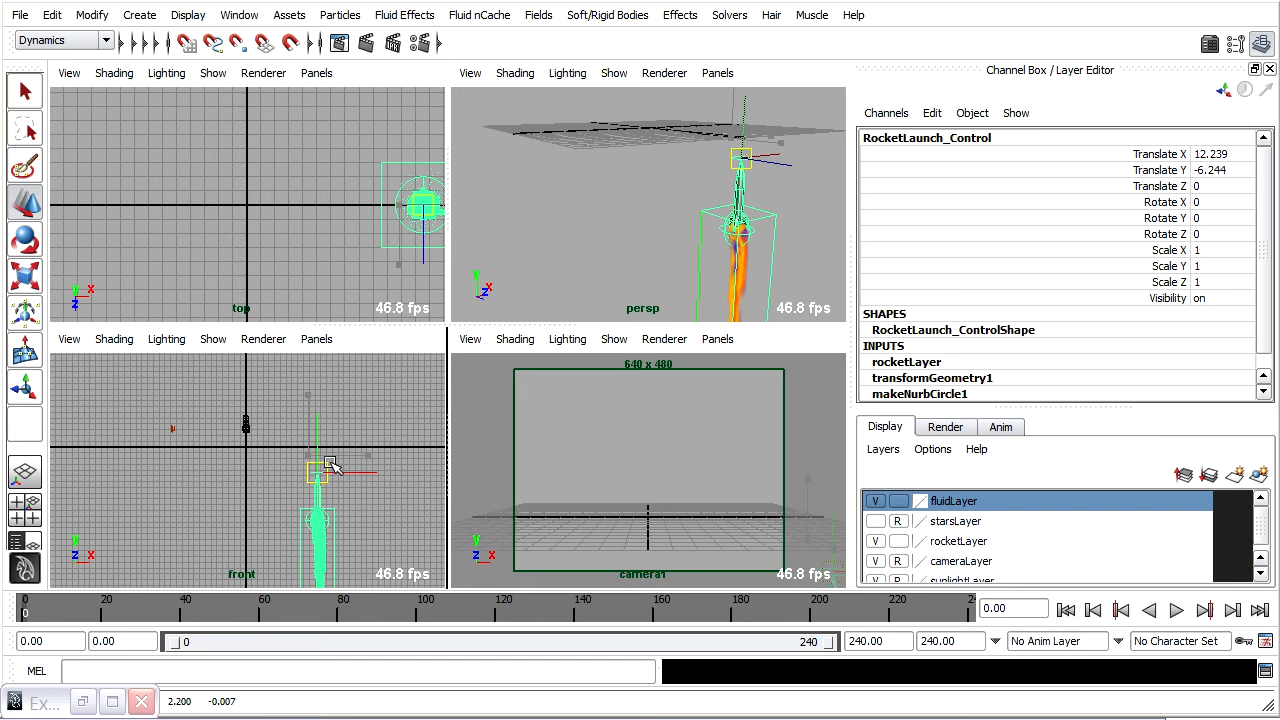 File Edit Modify Create Display Window Assets Particles Fluid Effects Fluid nCache Fields Soft/Rigid Bodies Effects Solvers Hair Muscle Help
Dynamics
Channel Box / Layer Editor
View Shading Lighting Show Renderer Panels
View Shading Lighting Show Renderer Panels
Channels Edit Object Show
RocketLaunch_Control
Translate X 12.239
Translate Y -6.244
Translate Z 0
Rotate X 0
Rotate Y 0
Rotate Z 0
Scale X 1
Scale Y 1
Scale Z 1
Visibility on
SHAPES
RocketLaunch_ControlShape
INPUTS
rocketLayer
transformGeometry1
makeNurbCircle1
y x z
top
46.8 fps
y x z
persp
46.8 fps
View Shading Lighting Show Renderer Panels
View Shading Lighting Show Renderer Panels
640 x 480
y x z
front
46.8 fps
y x z
camera1
46.8 fps
Display Render Anim
Layers Options Help
V fluidLayer
R starsLayer
V rocketLayer
V R cameraLayer
V R sunlightLayer
0 20 40 60 80 100 120 140 160 180 200 220 24
0
0.00
0.00 0.00 0 240 240.00 240.00 No Anim Layer No Character Set
MEL
Ex... 2.200 -0.007